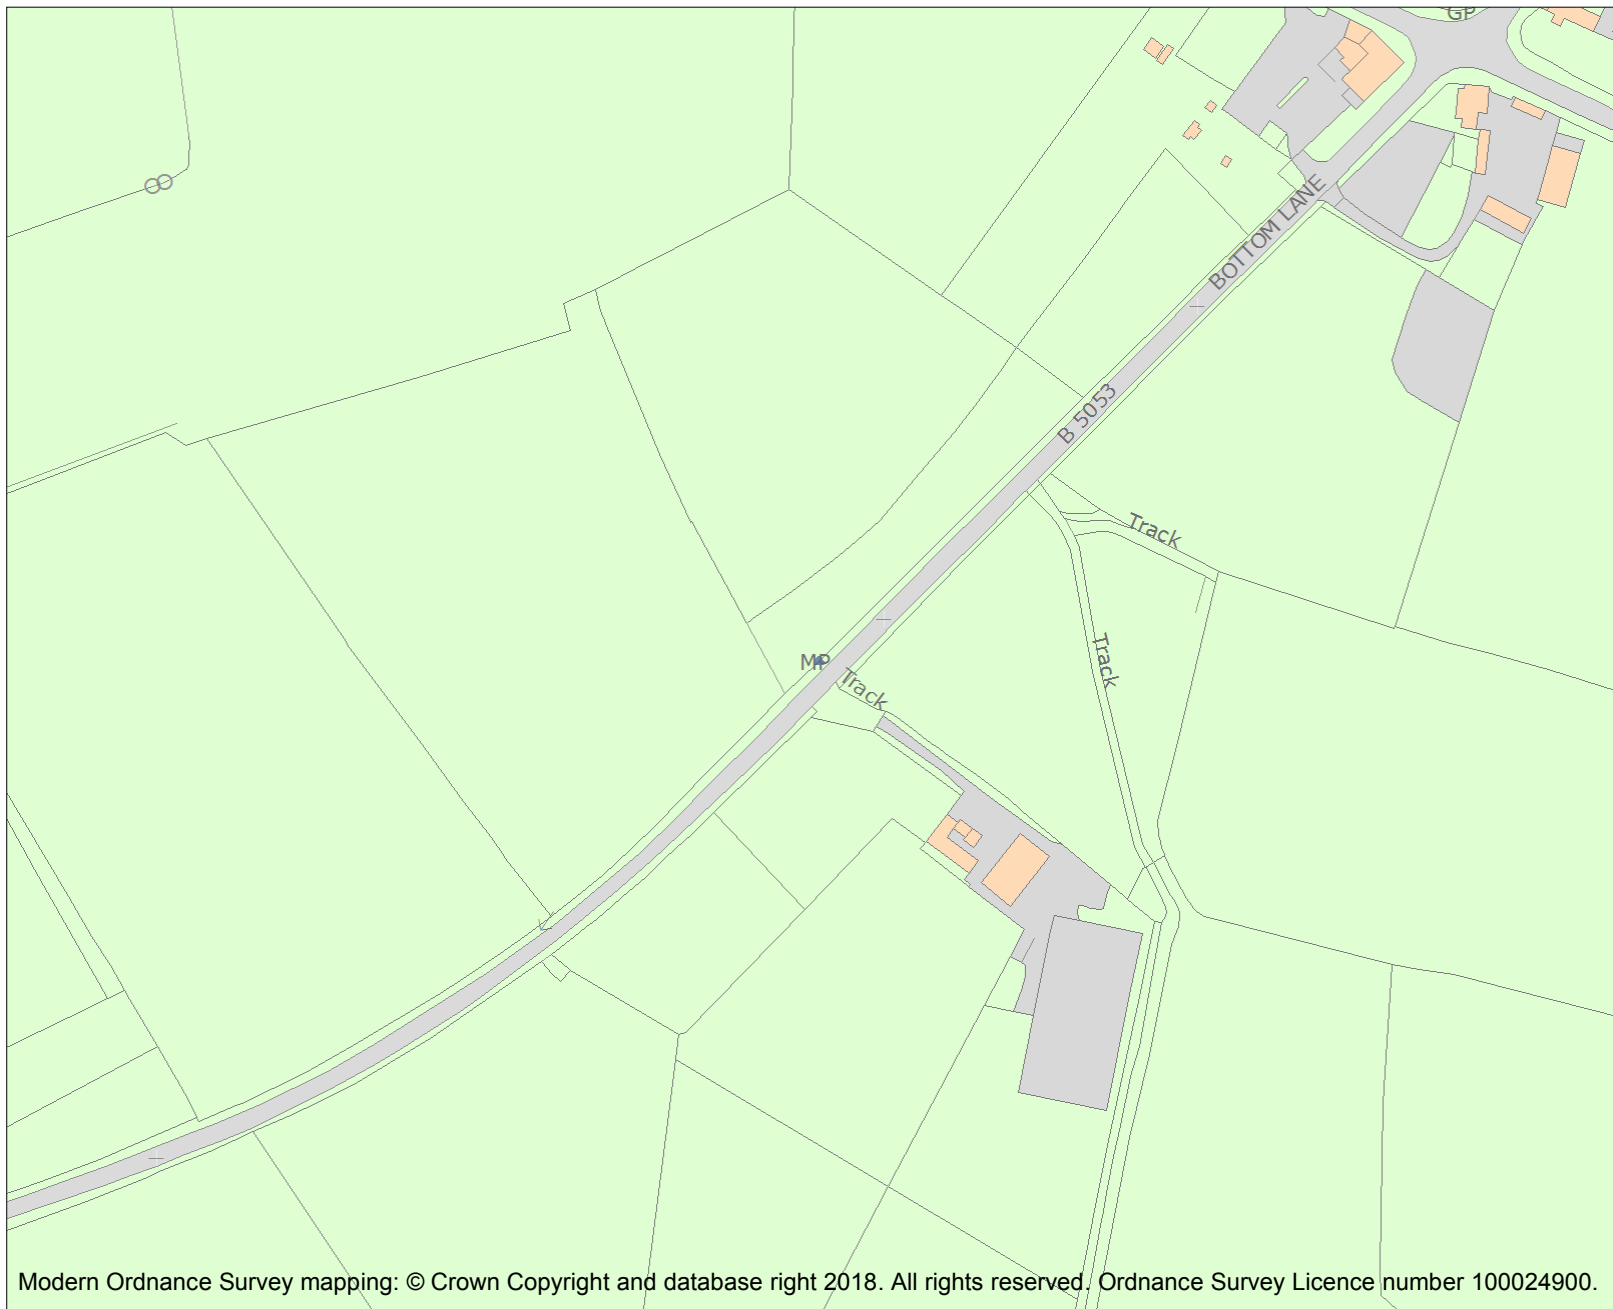 GP
BOTTOM LANE
B 5053
Track
Track
MP
Track
Modern Ordnance Survey mapping: © Crown Copyright and database right 2018. All rights reserved. Ordnance Survey Licence number 100024900.